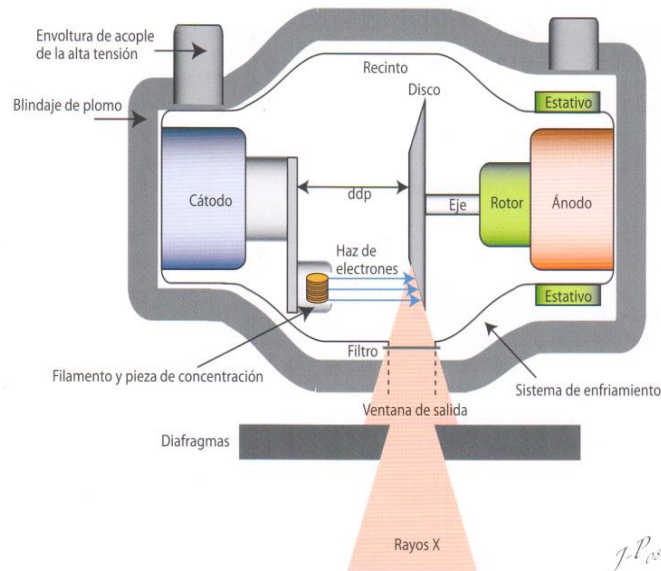 Envoltura de acople
de la alta tensión
Recinto
Disco
Estativo
Blindaje de plomo
Cátodo
ddp
Eje
Rotor
Ánodo
Haz de
electrones
Estativo
Filtro
Filamento y pieza de concentración
Sistema de enfriamiento
Ventana de salida
Diafragmas
Rayos X
J-P 08